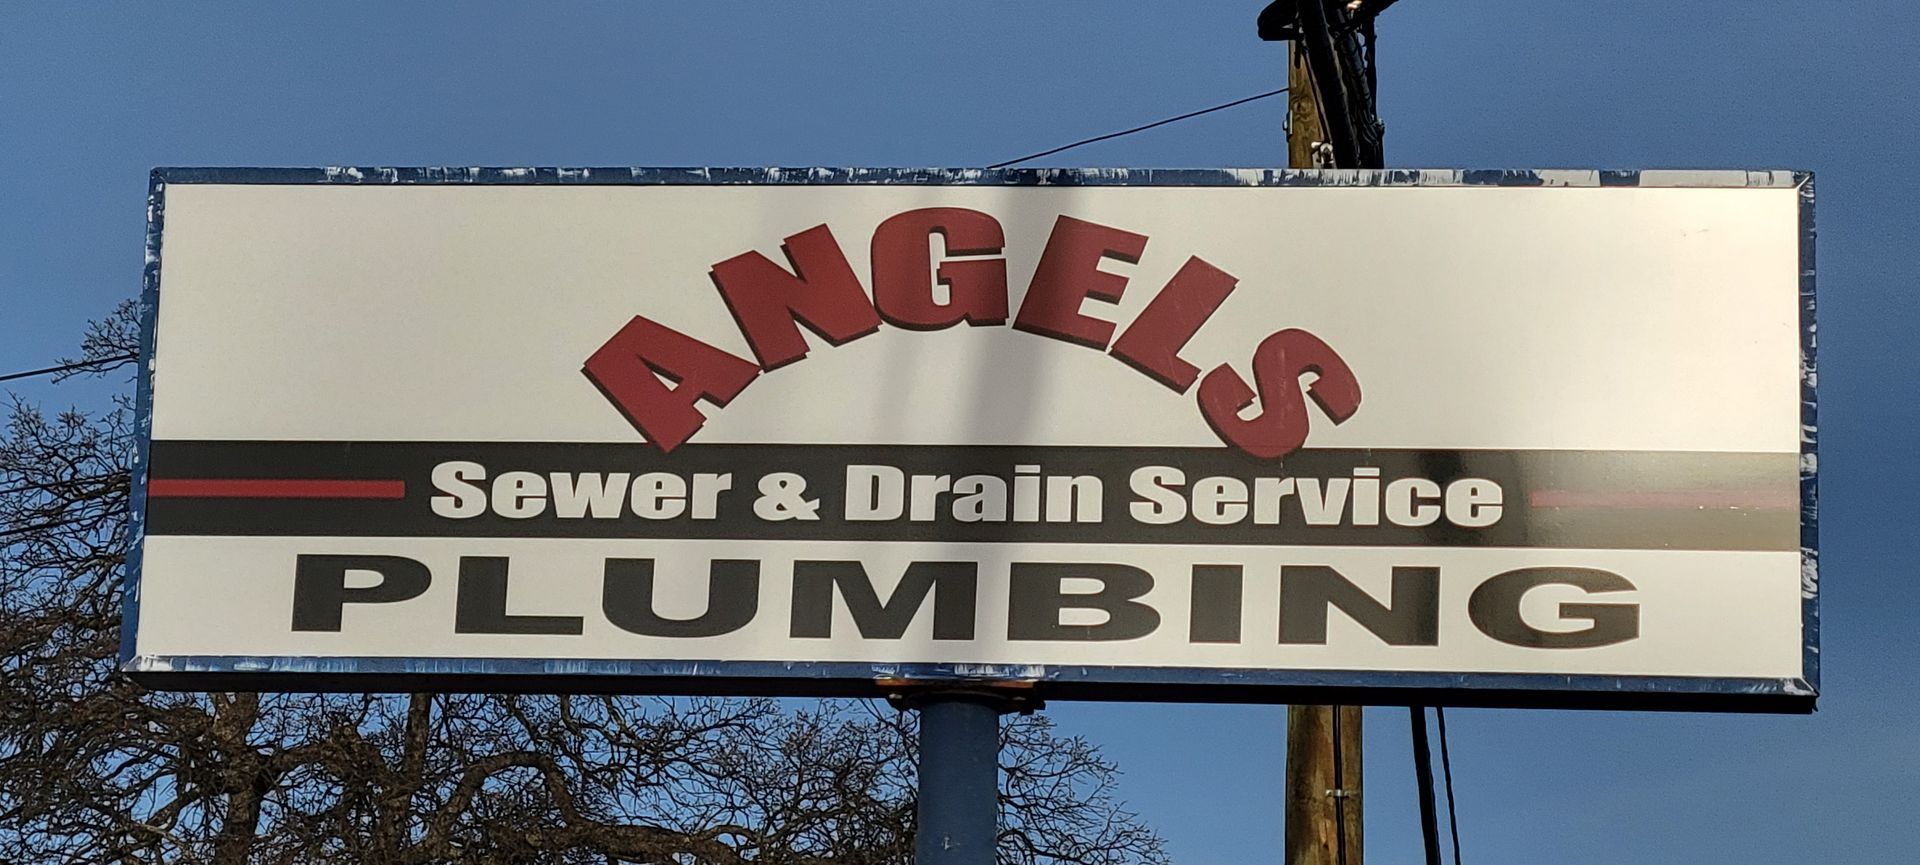 ANGELS
Sewer & Drain Service
PLUMBING